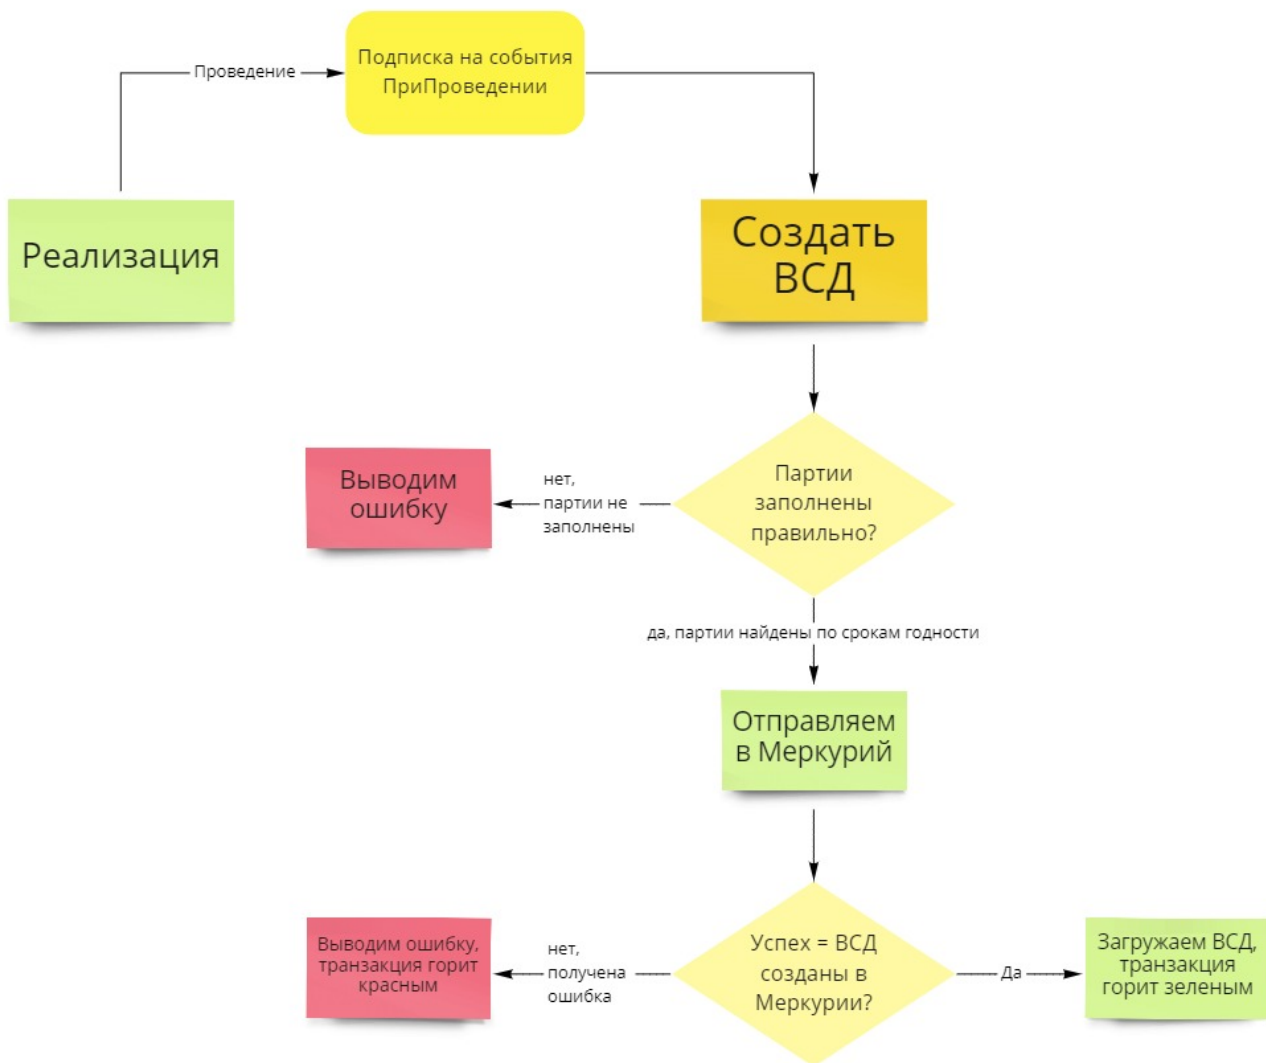 Проведение
Подписка на события
ПриПроведении
Реализация
Создать
ВСД
Партии
заполнены
правильно?
нет,
партии не
заполнены
Выводим
ошибку
да, партии найдены по срокам годности
Отправляем
в Меркурий
Успех = ВСД
созданы в
Меркурии?
нет,
получена
ошибка
Выводим ошибку,
транзакция горит
красным
Да
Загружаем ВСД,
транзакция
горит зеленым